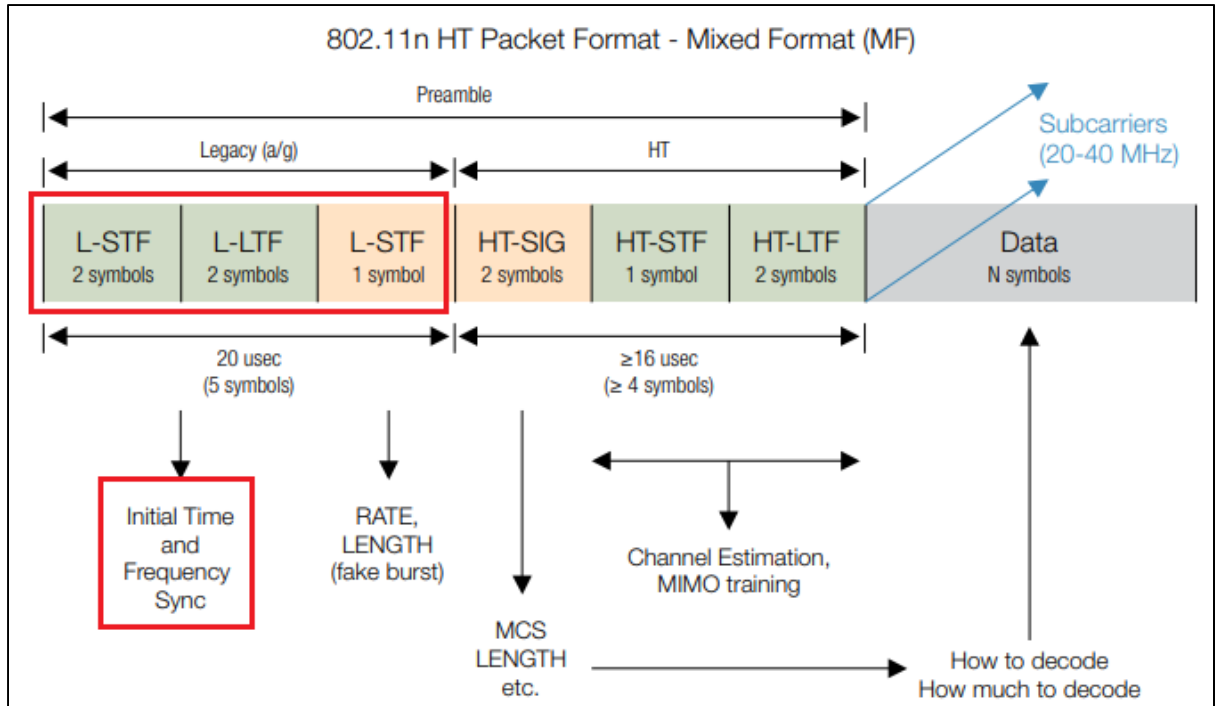 802.11n HT Packet Format - Mixed Format (MF)
Preamble
Subcarriers
(20-40 MHz)
Legacy (a/g)
HT
L-STF
2 symbols
L-LTF
2 symbols
L-STF
1 symbol
HT-SIG
2 symbols
HT-STF
1 symbol
HT-LTF
2 symbols
Data
N symbols
20 usec
(5 symbols)
≥16 usec
(≥ 4 symbols)
Initial Time
and
Frequency
Sync
RATE,
LENGTH
(fake burst)
Channel Estimation,
MIMO training
MCS
LENGTH
etc.
How to decode
How much to decode